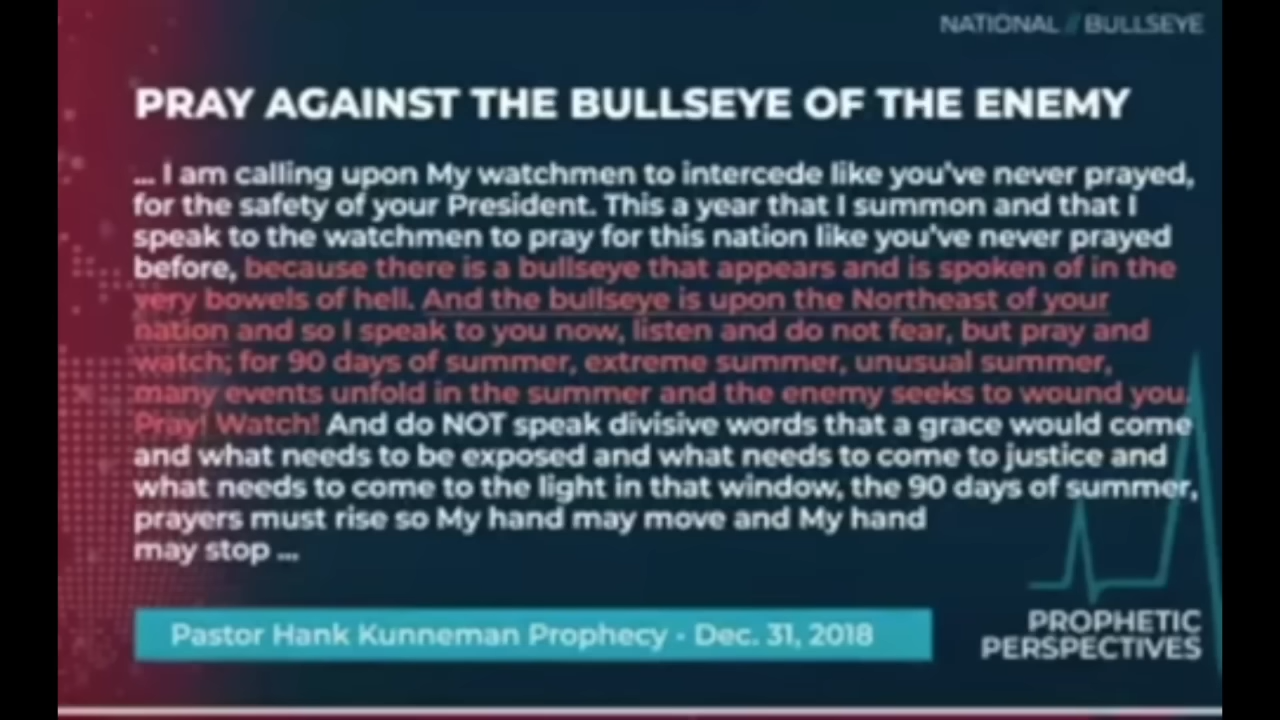 NATIONAL // BULLSEYE
PRAY AGAINST THE BULLSEYE OF THE ENEMY
... I am calling upon My watchmen to intercede like you've never prayed,
for the safety of your President. This a year that I summon and that I
speak to the watchmen to pray for this nation like you've never prayed
before, because there is a bullseye that appears and is spoken of in the
very bowels of hell. And the bullseye is upon the Northeast of your
nation and so I speak to you now, listen and do not fear, but pray and
watch; for 90 days of summer, extreme summer, unusual summer,
many events unfold in the summer and the enemy seeks to wound you.
Pray! Watch! And do NOT speak divisive words that a grace would come
and what needs to be exposed and what needs to come to justice and
what needs to come to the light in that window, the 90 days of summer,
prayers must rise so My hand may move and My hand
may stop ...
Pastor Hank Kunneman Prophecy - Dec. 31, 2018
PROPHETIC
PERSPECTIVES